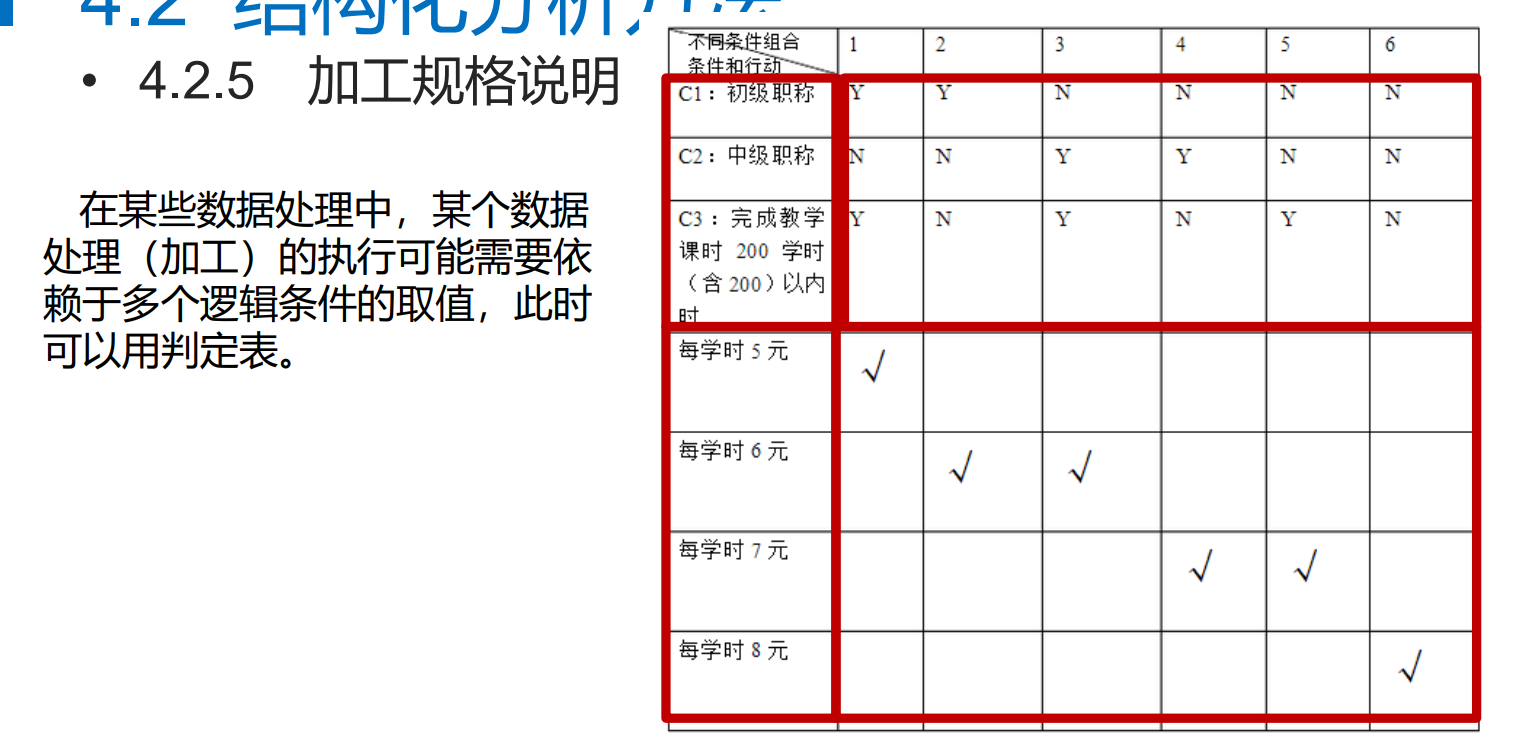 4.2 结构化分析方法
• 4.2.5 加工规格说明
在某些数据处理中，某个数据
处理（加工）的执行可能需要依
赖于多个逻辑条件的取值，此时
可以用判定表。
不同条件组合 1 2 3 4 5 6
条件和行动
C1：初级职称 Y Y N N N N
C2：中级职称 N N Y Y N N
C3：完成教学 Y N Y N Y N
课时 200 学时
（含 200）以内
时
每学时 5 元 √
每学时 6 元 √ √
每学时 7 元 √ √
每学时 8 元 √